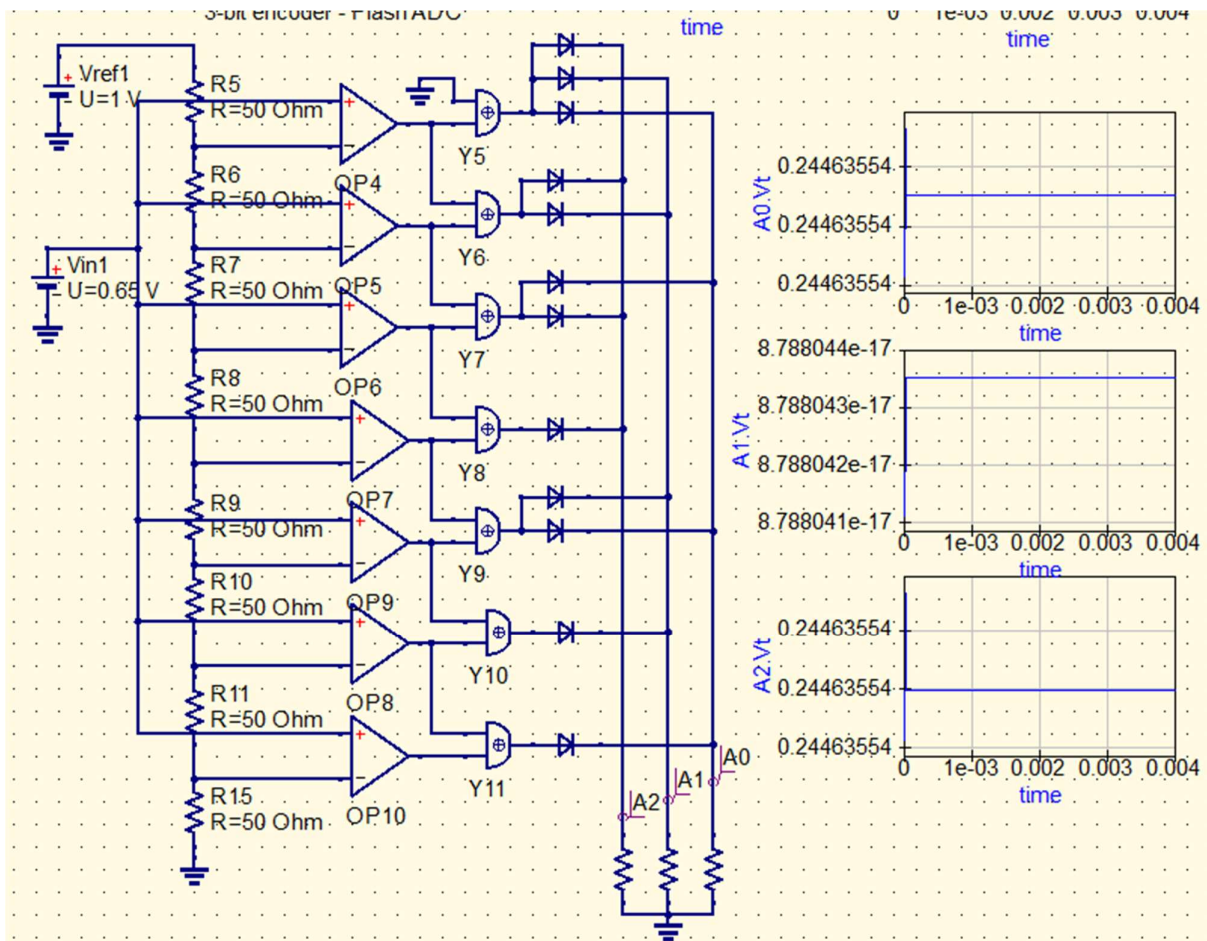 3-bit encoder - Flash ADC
time
0 1e-03 0.002 0.003 0.004
time
Vref1
U=1 V
R5
R=50 Ohm
Y5
R6
R=50 Ohm
OP4
Y6
R7
R=50 Ohm
OP5
Vin1
U=0.65 V
Y7
R8
R=50 Ohm
OP6
Y8
R9
R=50 Ohm
OP7
Y9
R10
R=50 Ohm
OP9
Y10
R11
R=50 Ohm
OP8
Y11
R15
R=50 Ohm
OP10
A2
A1
A0
A0.Vt
0.24463554
0.24463554
0.24463554
0 1e-03 0.002 0.003 0.004
time
A1.Vt
8.788044e-17
8.788043e-17
8.788042e-17
8.788041e-17
0 1e-03 0.002 0.003 0.004
time
A2.Vt
0.24463554
0.24463554
0.24463554
0 1e-03 0.002 0.003 0.004
time